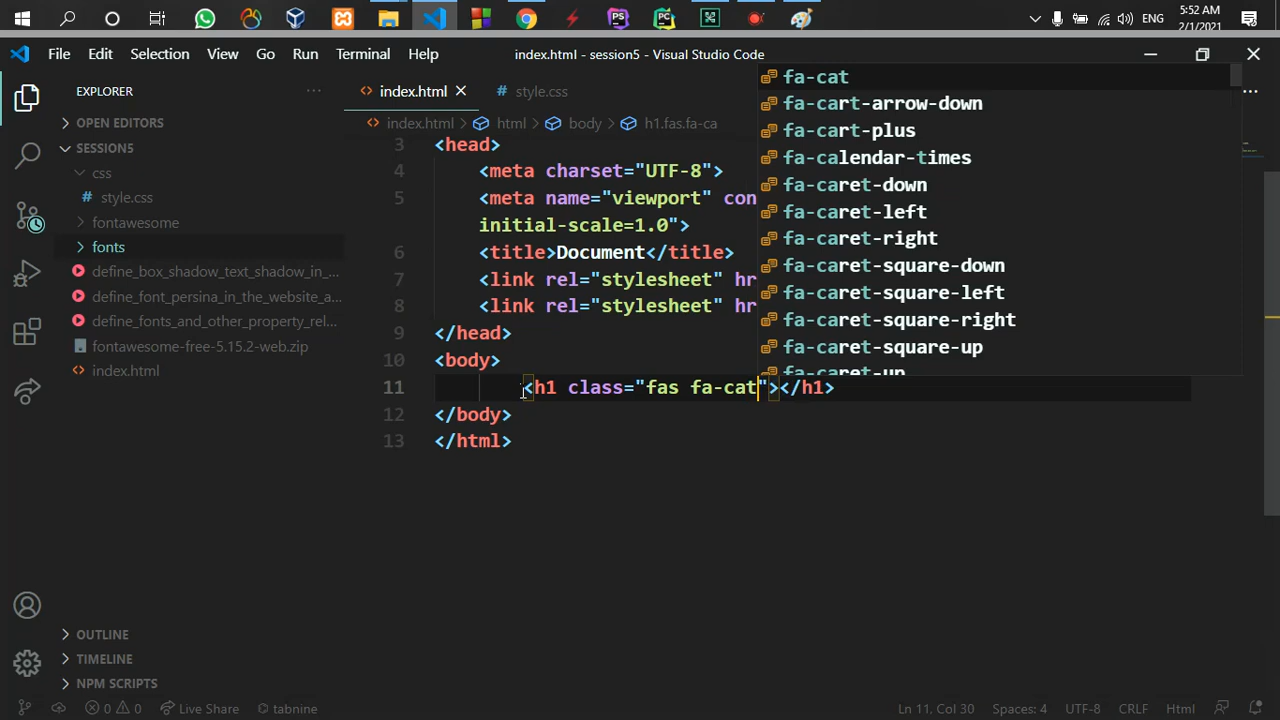 5:52 AM
ENG
2/1/2021
File Edit Selection View Go Run Terminal Help
index.html - session5 - Visual Studio Code
EXPLORER
OPEN EDITORS
SESSION5
css
# style.css
fontawesome
fonts
define_box_shadow_text_shadow_in_...
define_font_persina_in_the_website_a...
define_fonts_and_other_property_rel...
fontawesome-free-5.15.2-web.zip
index.html
OUTLINE
TIMELINE
NPM SCRIPTS
index.html # style.css
index.html > html > body > h1.fas.fa-ca
3 <head>
4 <meta charset="UTF-8">
5 <meta name="viewport" con
initial-scale=1.0">
6 <title>Document</title>
7 <link rel="stylesheet" hr
8 <link rel="stylesheet" hr
9 </head>
10 <body>
11 <h1 class="fas fa-cat"></h1>
12 </body>
13 </html>
fa-cat
fa-cart-arrow-down
fa-cart-plus
fa-calendar-times
fa-caret-down
fa-caret-left
fa-caret-right
fa-caret-square-down
fa-caret-square-left
fa-caret-square-right
fa-caret-square-up
fa-caret-up
0 0 Live Share tabnine Ln 11, Col 30 Spaces: 4 UTF-8 CRLF Html